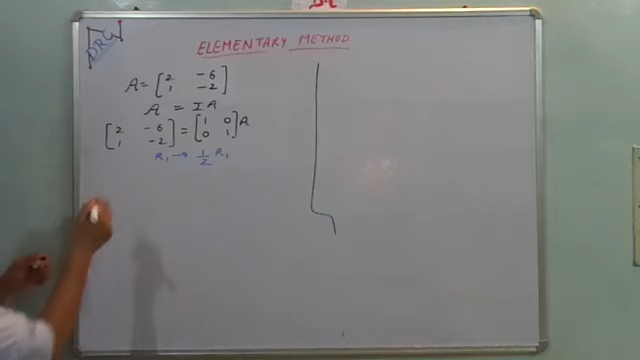 DRW
ELEMENTARY METHOD
A = [2 -6
1 -2]
A = IA
[2 -6
1 -2] = [1 0
0 1] A
R₁ → 1/2 R₁